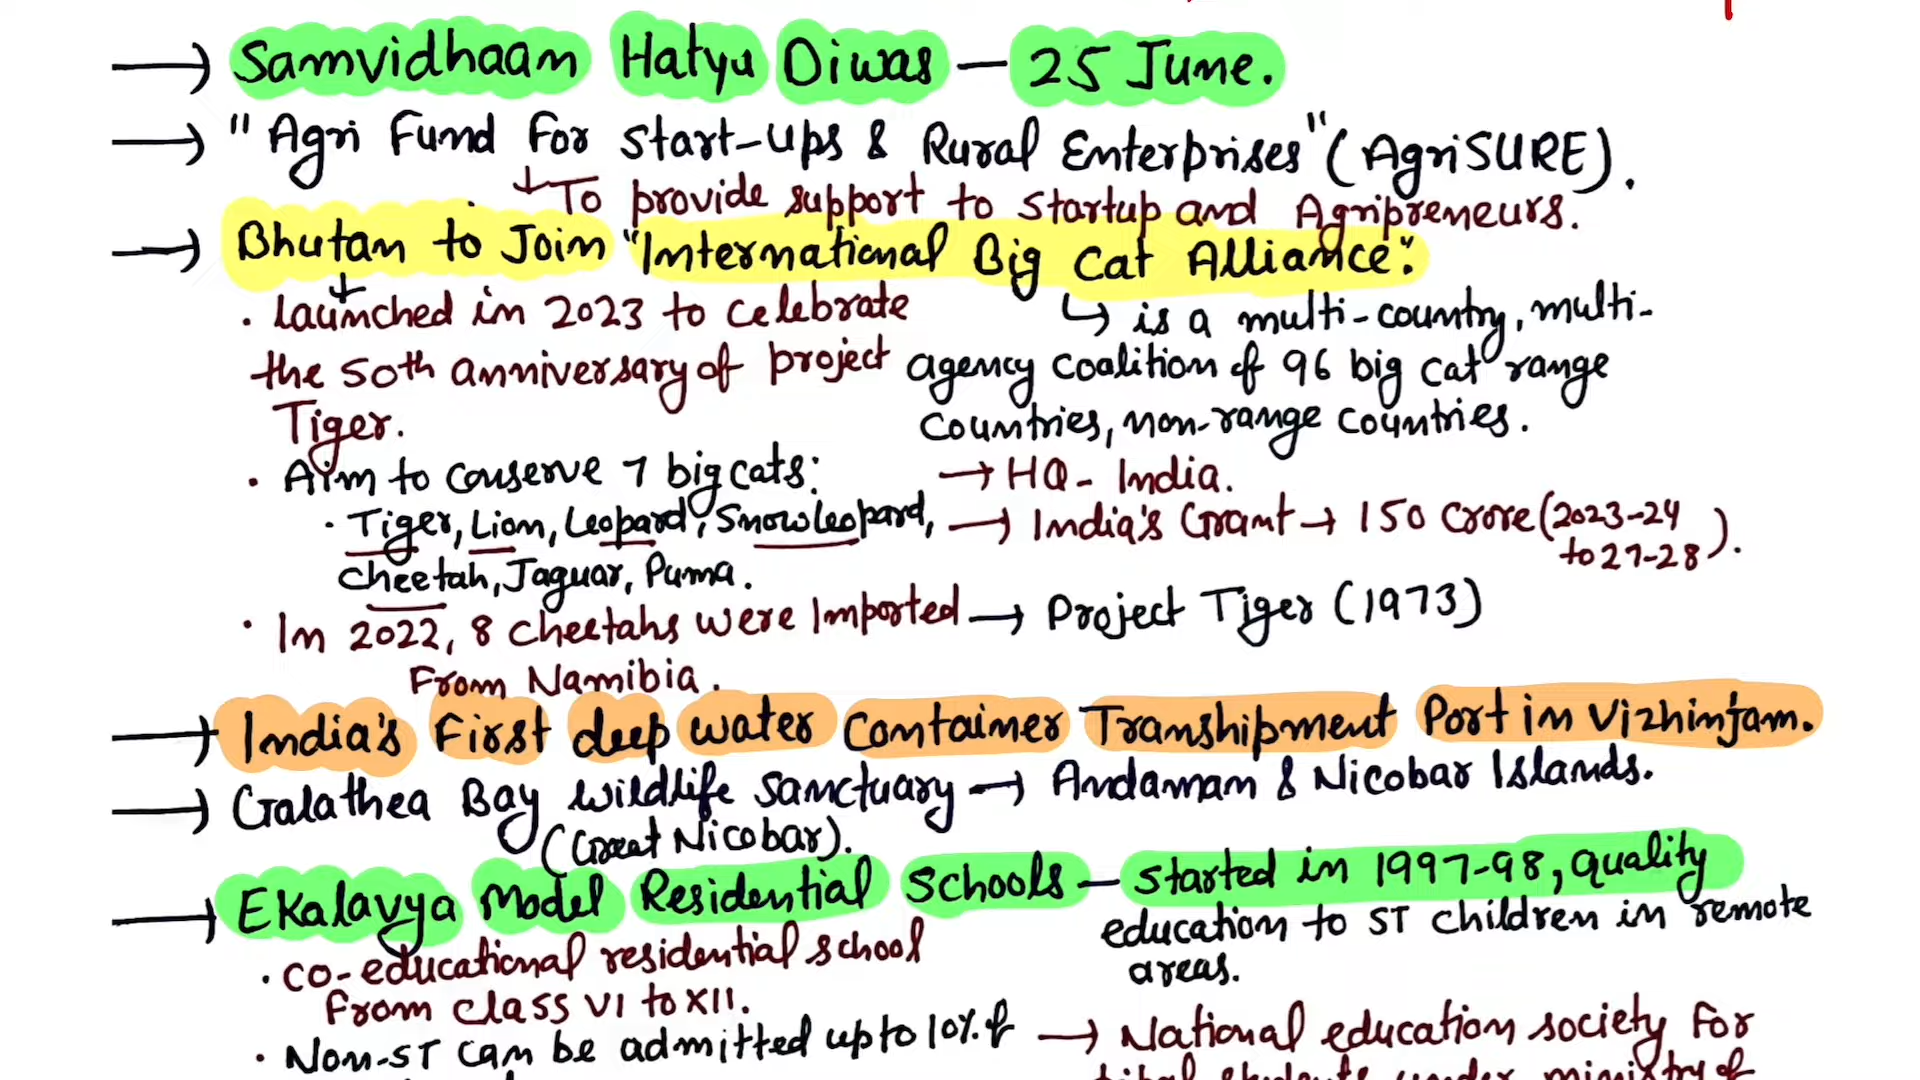 → Samvidhaam Hatya Diwas — 25 June.
→ "Agri Fund For Start-ups & Rural Enterprises" (AgriSURE).
↳ To provide support to startup and Agripreneurs.
→ Bhutan to Join "International Big Cat Alliance".
· launched in 2023 to celebrate
the 50th anniversary of project
Tiger.
↳ is a multi-country, multi-
agency coalition of 96 big cat range
countries, non-range countries.
· Aim to conserve 7 big cats:
· Tiger, Lion, Leopard, Snow leopard,
cheetah, Jaguar, Puma.
→ HQ - India.
→ India's Grant → 150 crore (2023-24
to 27-28).
· In 2022, 8 cheetahs were Imported
From Namibia.
→ Project Tiger (1973)
→ India's First deep water Container Transhipment Port in Vizhinjam.
→ Galathea Bay wildlife sanctuary → Andaman & Nicobar Islands.
(Great Nicobar).
→ Ekalavya Model Residential Schools — started in 1997-98, quality
education to ST children in remote
areas.
· co-educational residential school
From class VI to XII.
· Non-ST can be admitted upto 10% of
→ National education society For
tribal students under ministry of